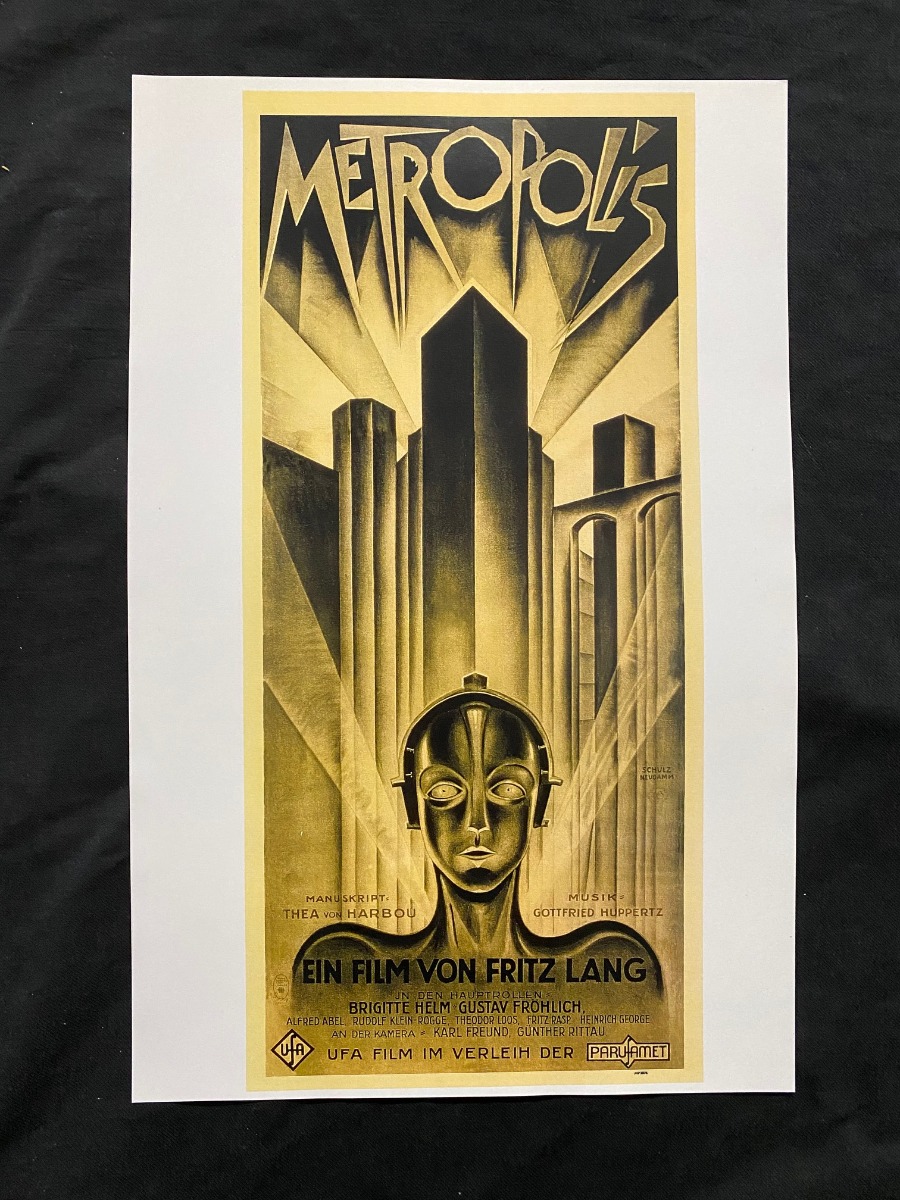 METROPOLiS
SCHULZ
NEUDAMM
MANUSKRIPT:
THEA VON HARBOU
MUSIK:
GOTTFRIED HUPPERTZ
EIN FILM VON FRITZ LANG
JN DEN HAUPTROLLEN:
BRIGITTE HELM GUSTAV FRÖHLICH,
ALFRED ABEL, RUDOLF KLEIN-ROGGE, THEODOR LOOS, FRITZ RASP, HEINRICH GEORGE
AN DER KAMERA: KARL FREUND, GÜNTHER RITTAU
UFA
UFA FILM IM VERLEIH DER
PARUFAMET